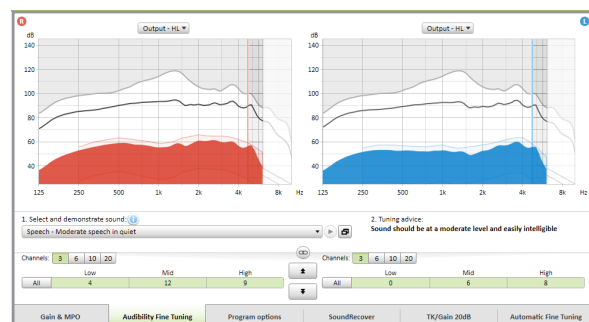 R L
Output - HL Output - HL
dB dB
140 140
120 120
100 100
80 80
60 60
40 40
125 250 500 1k 2k 4k 8k Hz 125 250 500 1k 2k 4k 8k Hz
1. Select and demonstrate sound: 2. Tuning advice:
Speech - Moderate speech in quiet Sound should be at a moderate level and easily intelligible
Channels: 3 6 10 20 Channels: 3 6 10 20
Low Mid High Low Mid High
All 4 12 9 All 0 6 8
Gain & MPO Audibility Fine Tuning Program options SoundRecover TK/Gain 20dB Automatic Fine Tuning